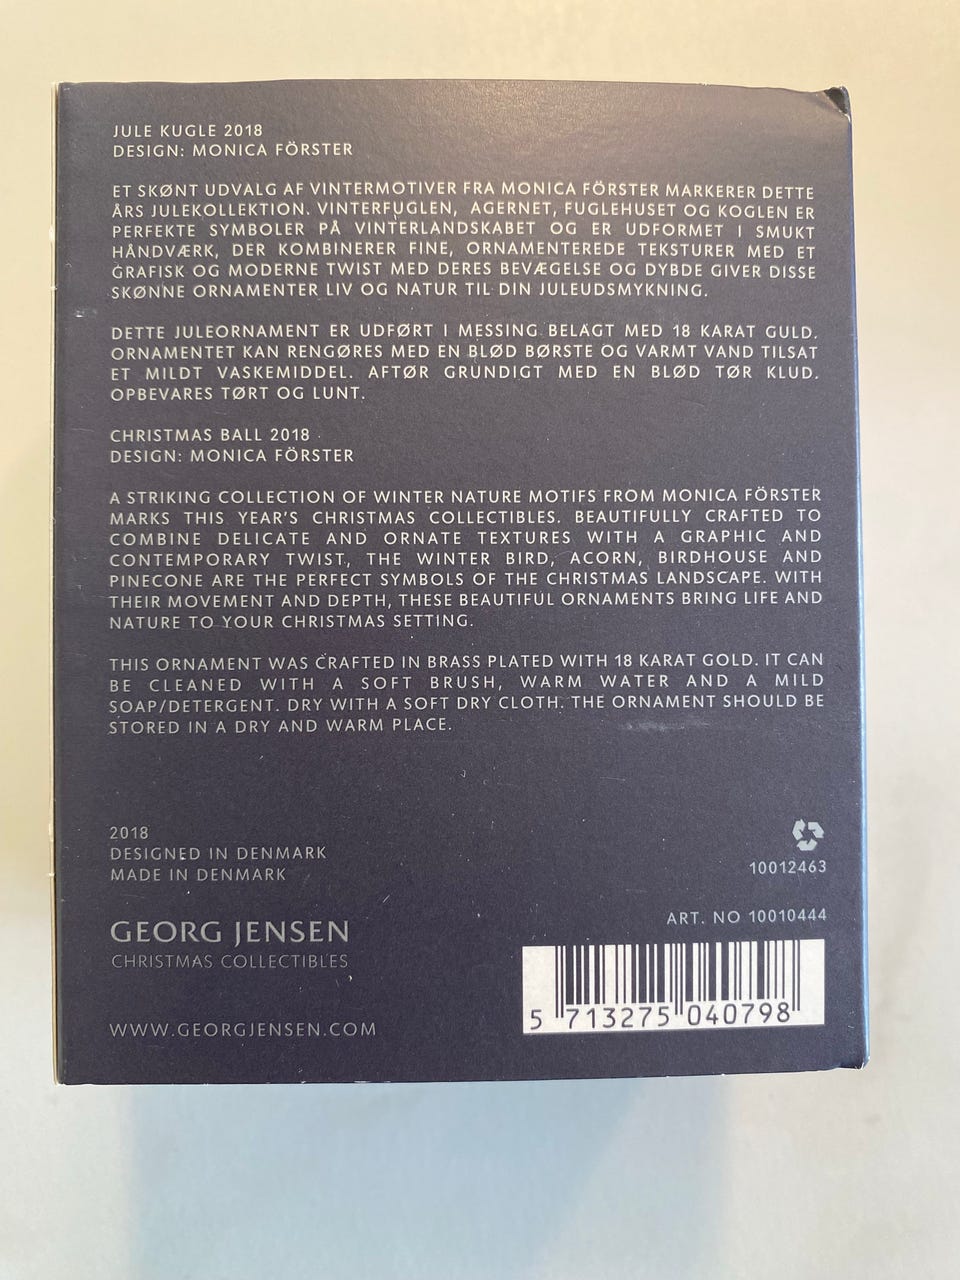 JULE KUGLE 2018
DESIGN: MONICA FÖRSTER
ET SKØNT UDVALG AF VINTERMOTIVER FRA MONICA FÖRSTER MARKERER DETTE
ÅRS JULEKOLLEKTION. VINTERFUGLEN, AGERNET, FUGLEHUSET OG KOGLEN ER
PERFEKTE SYMBOLER PÅ VINTERLANDSKABET OG ER UDFORMET I SMUKT
HÅNDVÆRK, DER KOMBINERER FINE, ORNAMENTEREDE TEKSTURER MED ET
GRAFISK OG MODERNE TWIST MED DERES BEVÆGELSE OG DYBDE GIVER DISSE
SKØNNE ORNAMENTER LIV OG NATUR TIL DIN JULEUDSMYKNING.
DETTE JULEORNAMENT ER UDFØRT I MESSING BELAGT MED 18 KARAT GULD.
ORNAMENTET KAN RENGØRES MED EN BLØD BØRSTE OG VARMT VAND TILSAT
ET MILDT VASKEMIDDEL. AFTØR GRUNDIGT MED EN BLØD TØR KLUD.
OPBEVARES TØRT OG LUNT.
CHRISTMAS BALL 2018
DESIGN: MONICA FÖRSTER
A STRIKING COLLECTION OF WINTER NATURE MOTIFS FROM MONICA FÖRSTER
MARKS THIS YEAR'S CHRISTMAS COLLECTIBLES. BEAUTIFULLY CRAFTED TO
COMBINE DELICATE AND ORNATE TEXTURES WITH A GRAPHIC AND
CONTEMPORARY TWIST, THE WINTER BIRD, ACORN, BIRDHOUSE AND
PINECONE ARE THE PERFECT SYMBOLS OF THE CHRISTMAS LANDSCAPE. WITH
THEIR MOVEMENT AND DEPTH, THESE BEAUTIFUL ORNAMENTS BRING LIFE AND
NATURE TO YOUR CHRISTMAS SETTING.
THIS ORNAMENT WAS CRAFTED IN BRASS PLATED WITH 18 KARAT GOLD. IT CAN
BE CLEANED WITH A SOFT BRUSH, WARM WATER AND A MILD
SOAP/DETERGENT. DRY WITH A SOFT DRY CLOTH. THE ORNAMENT SHOULD BE
STORED IN A DRY AND WARM PLACE.
2018
DESIGNED IN DENMARK
MADE IN DENMARK
10012463
GEORG JENSEN
CHRISTMAS COLLECTIBLES
ART. NO 10010444
5 713275 040798
WWW.GEORGJENSEN.COM